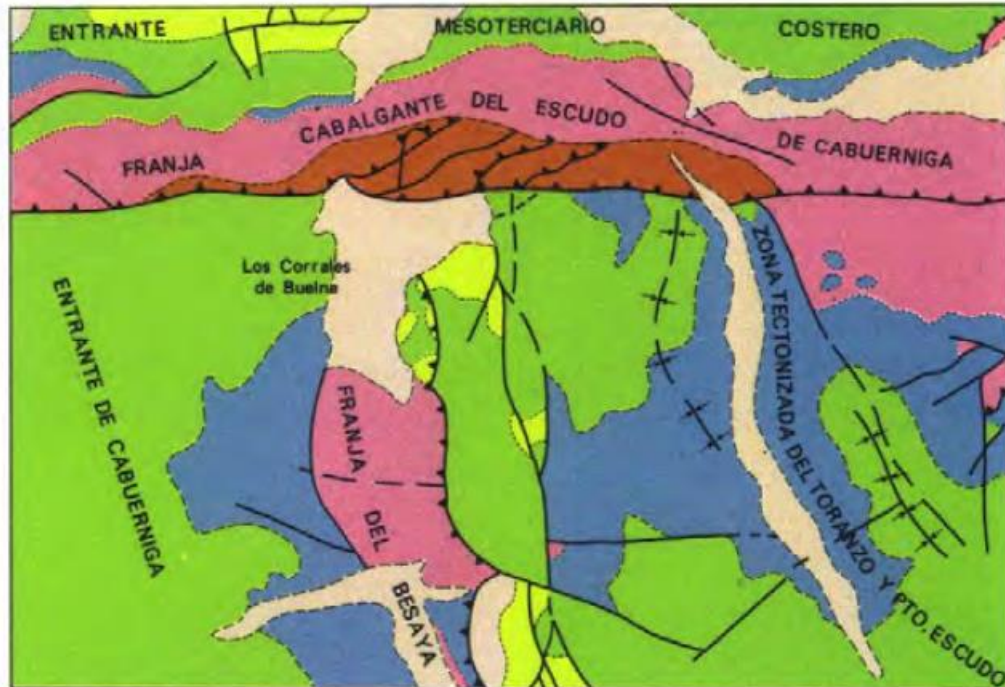 ENTRANTE MESOTERCIARIO COSTERO
FRANJA CABALGANTE DEL ESCUDO DE CABUERNIGA
Los Corrales
de Buelna
ENTRANTE DE CABUERNIGA
FRANJA DEL BESAYA
ZONA TECTONIZADA DEL TORANZO Y PTO. ESCUDO